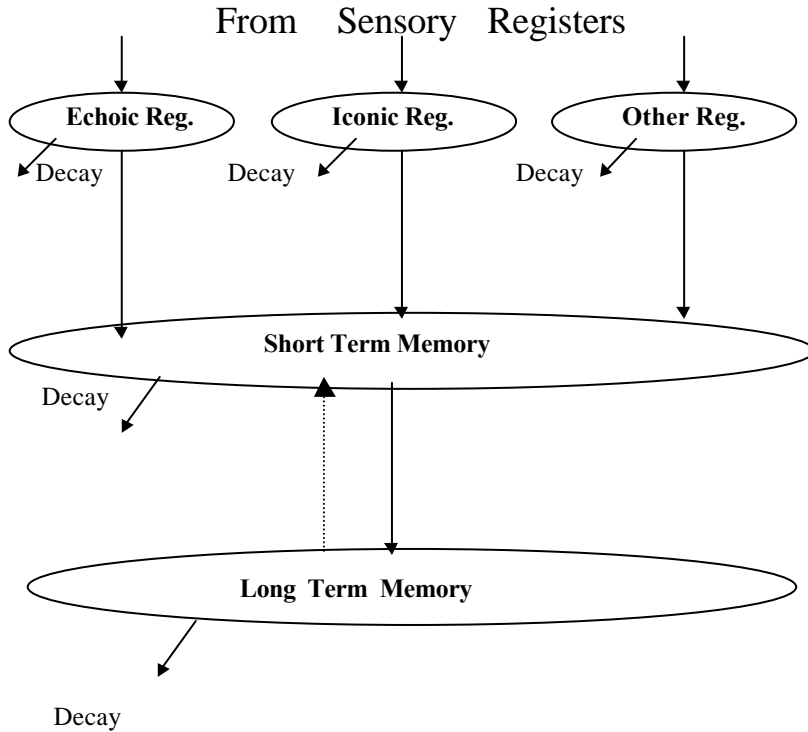 From Sensory Registers
Echoic Reg. Iconic Reg. Other Reg.
Decay Decay Decay
Short Term Memory
Decay
Long Term Memory
Decay